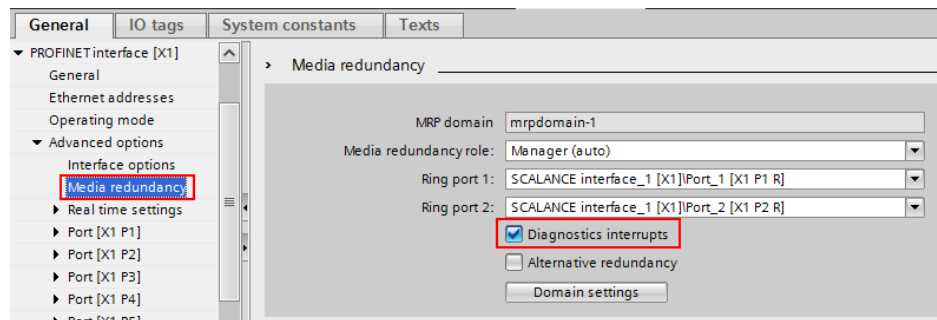 General IO tags System constants Texts
PROFINET interface [X1]
General
Ethernet addresses
Operating mode
Advanced options
Interface options
Media redundancy
Real time settings
Port [X1 P1]
Port [X1 P2]
Port [X1 P3]
Port [X1 P4]
Media redundancy
MRP domain mrpdomain-1
Media redundancy role: Manager (auto)
Ring port 1: SCALANCE interface_1 [X1]\Port_1 [X1 P1 R]
Ring port 2: SCALANCE interface_1 [X1]\Port_2 [X1 P2 R]
Diagnostics interrupts
Alternative redundancy
Domain settings